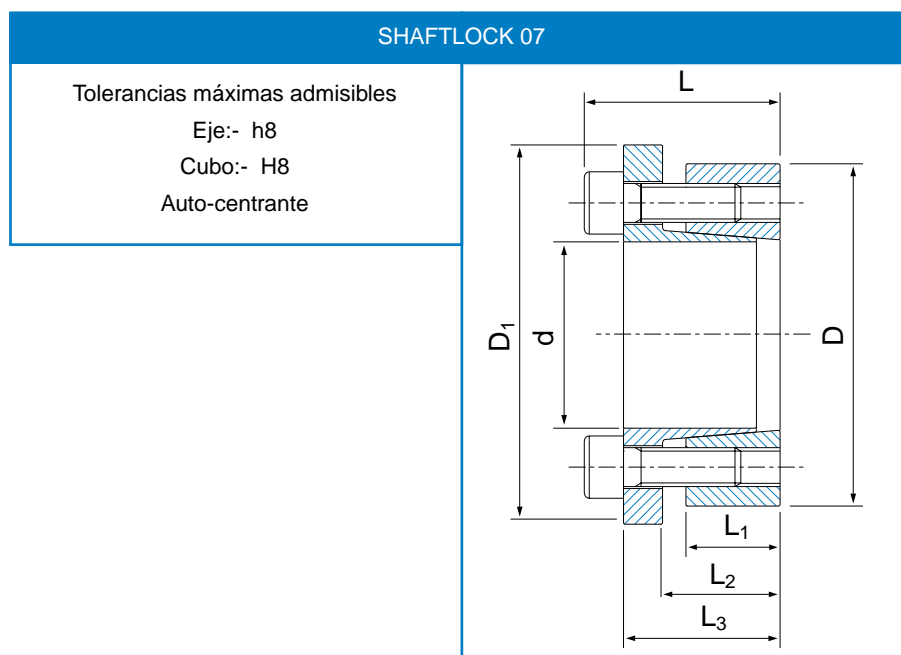 SHAFTLOCK 07
Tolerancias máximas admisibles
Eje:- h8
Cubo:- H8
Auto-centrante
L
D₁
d
D
L₁
L₂
L₃